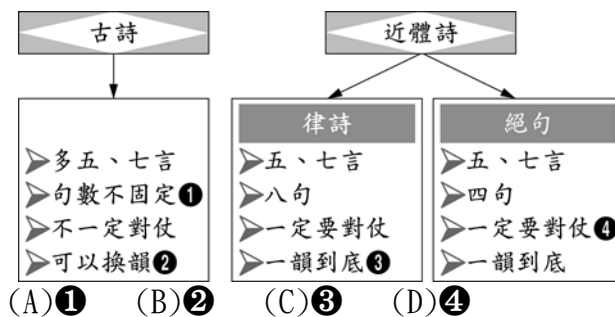 古詩
多五、七言
句數不固定❶
不一定對仗
可以換韻❷
近體詩
律詩
五、七言
八句
一定要對仗
一韻到底❸
絕句
五、七言
四句
一定要對仗❹
一韻到底
(A)❶ (B)❷ (C)❸ (D)❹